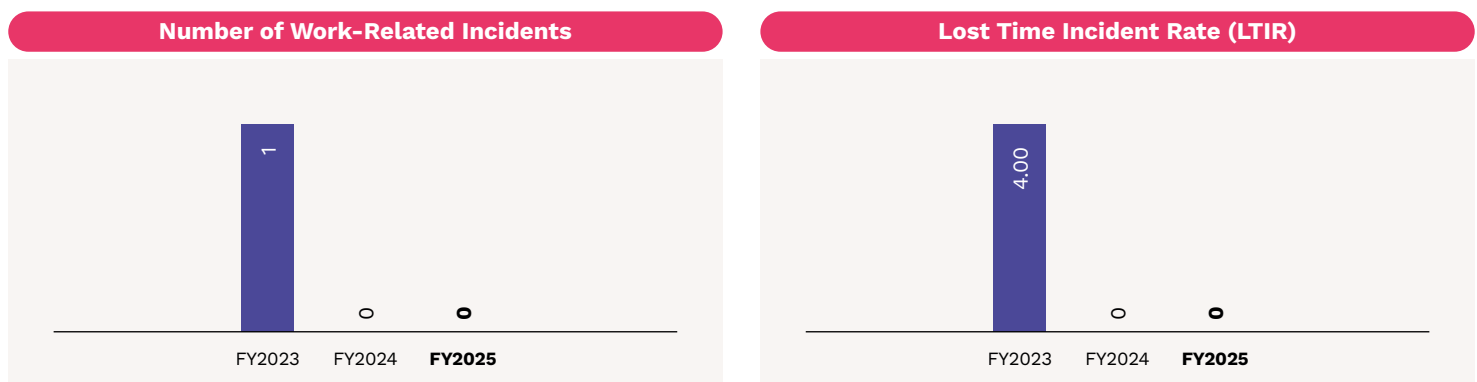 Number of Work-Related Incidents
1
0
0
FY2023 FY2024 FY2025
Lost Time Incident Rate (LTIR)
4.00
0
0
FY2023 FY2024 FY2025